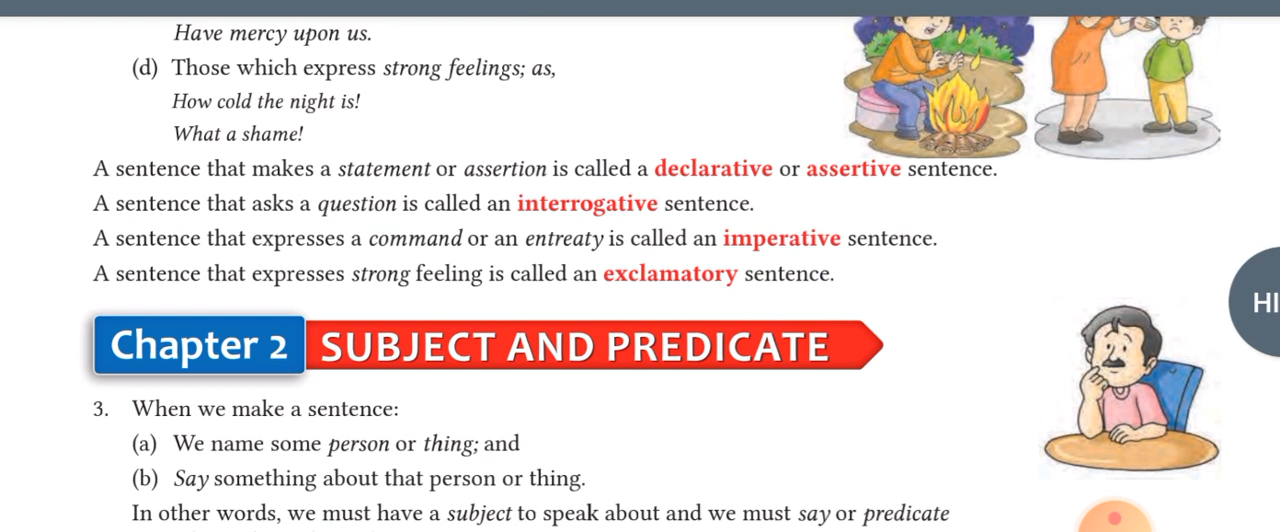 Have mercy upon us.
(d) Those which express strong feelings; as,
How cold the night is!
What a shame!
A sentence that makes a statement or assertion is called a declarative or assertive sentence.
A sentence that asks a question is called an interrogative sentence.
A sentence that expresses a command or an entreaty is called an imperative sentence.
A sentence that expresses strong feeling is called an exclamatory sentence.
HI
Chapter 2 SUBJECT AND PREDICATE
3. When we make a sentence:
(a) We name some person or thing; and
(b) Say something about that person or thing.
In other words, we must have a subject to speak about and we must say or predicate